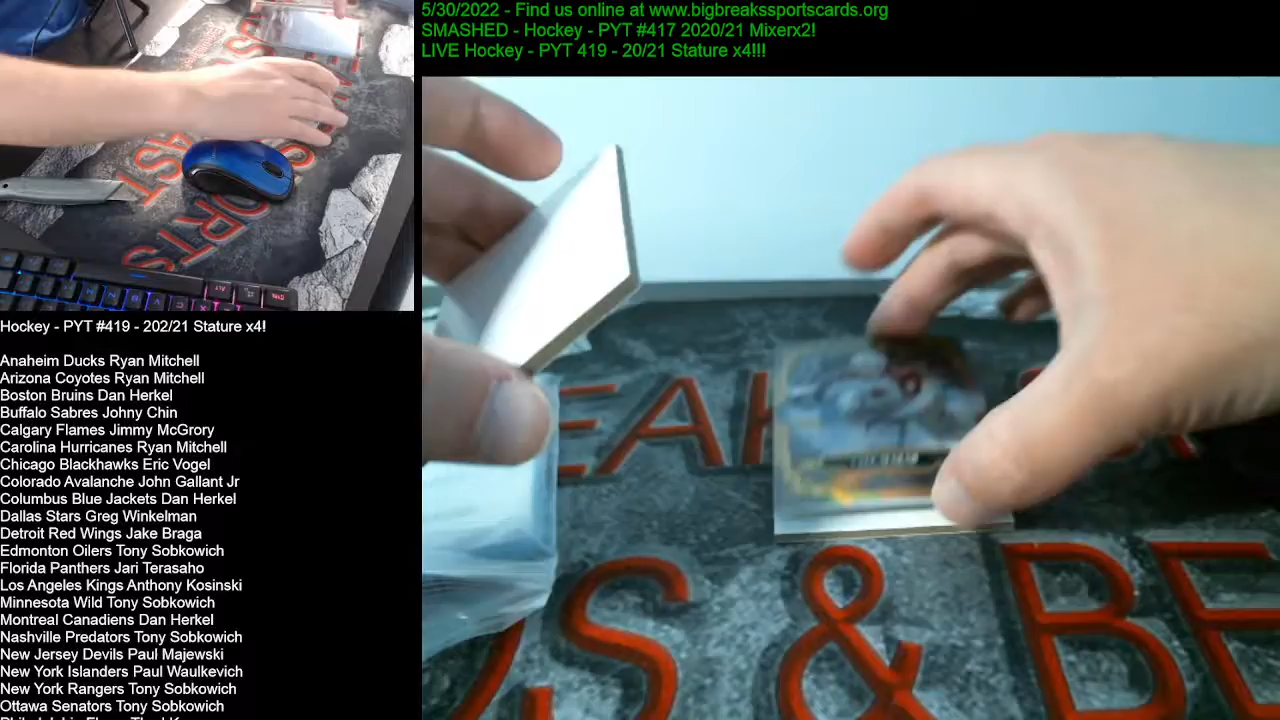 5/30/2022 - Find us online at www.bigbreakssportscards.org
SMASHED - Hockey - PYT #417 2020/21 Mixerx2!
LIVE Hockey - PYT 419 - 20/21 Stature x4!!!
Hockey - PYT #419 - 202/21 Stature x4!
Anaheim Ducks Ryan Mitchell
Arizona Coyotes Ryan Mitchell
Boston Bruins Dan Herkel
Buffalo Sabres Johny Chin
Calgary Flames Jimmy McGrory
Carolina Hurricanes Ryan Mitchell
Chicago Blackhawks Eric Vogel
Colorado Avalanche John Gallant Jr
Columbus Blue Jackets Dan Herkel
Dallas Stars Greg Winkelman
Detroit Red Wings Jake Braga
Edmonton Oilers Tony Sobkowich
Florida Panthers Jari Terasaho
Los Angeles Kings Anthony Kosinski
Minnesota Wild Tony Sobkowich
Montreal Canadiens Dan Herkel
Nashville Predators Tony Sobkowich
New Jersey Devils Paul Majewski
New York Islanders Paul Waulkevich
New York Rangers Tony Sobkowich
Ottawa Senators Tony Sobkowich
EAK
S & BE